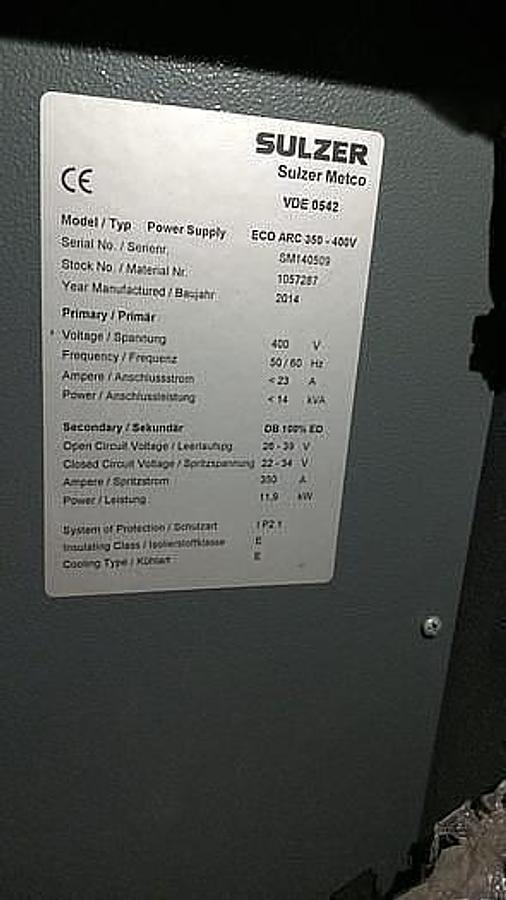 SULZER
Sulzer Metco
CE
VDE 0542
Model / Typ Power Supply ECO ARC 350 - 400V
Serial No. / Serienr. SM140509
Stock No. / Material Nr. 1057287
Year Manufactured / Baujahr 2014
Primary / Primär
Voltage / Spannung 400 V
Frequency / Frequenz 50 / 60 Hz
Ampere / Anschlussstrom < 23 A
Power / Anschlussleistung < 14 kVA
Secondary / Sekundär DB 100% ED
Open Circuit Voltage / Leerlaufspg. 26 - 39 V
Closed Circuit Voltage / Spritzspannung 22 - 34 V
Ampere / Spritzstrom 350 A
Power / Leistung 11,9 kW
System of Protection / Schutzart IP2 1
Insulating Class / Isolierstoffklasse E
Cooling Type / Kühlart E